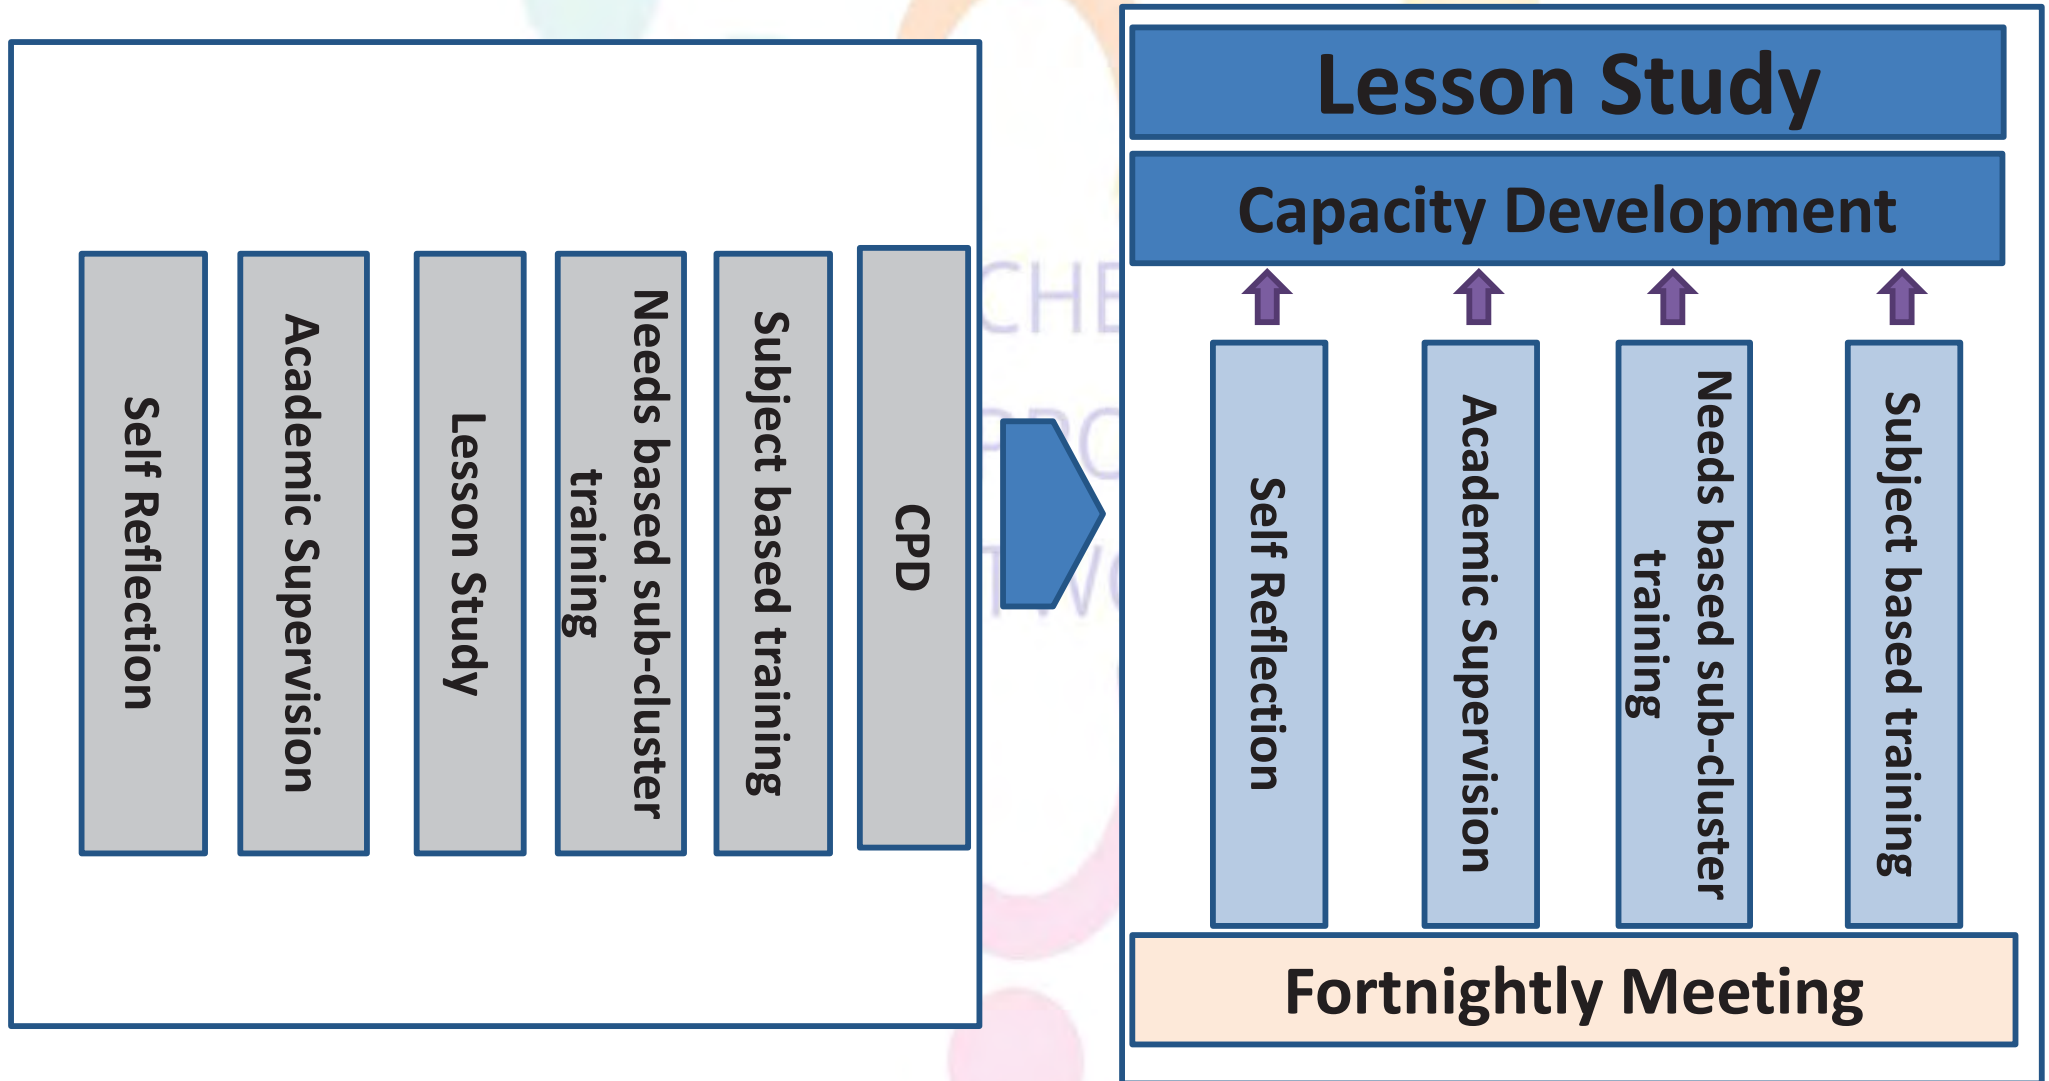 Self Reflection
Academic Supervision
Lesson Study
Needs based sub-cluster
training
Subject based training
CPD
Lesson Study
Capacity Development
Self Reflection
Academic Supervision
Needs based sub-cluster
training
Subject based training
Fortnightly Meeting